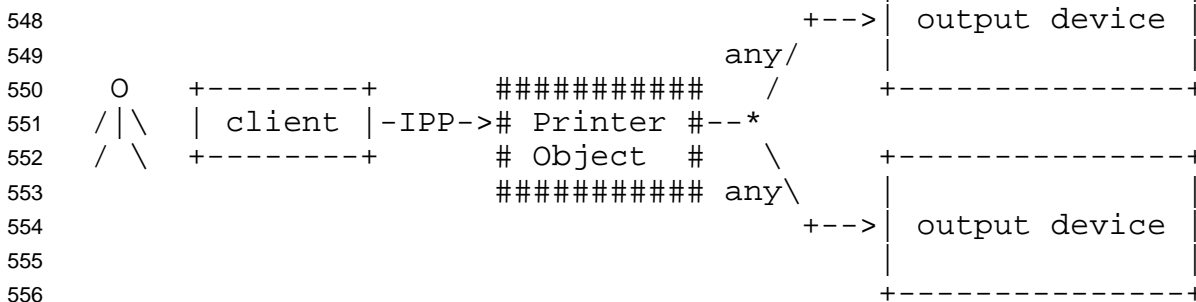 548                                          +-->| output device |
549                                      any/    |               |
550     O    +--------+      ###########   /     +---------------+
551    /|\   | client |-IPP-># Printer #--*
552    / \   +--------+      # Object  #   \     +---------------+
553                          ########### any\    |               |
554                                          +-->| output device |
555                                              |               |
556                                              +---------------+